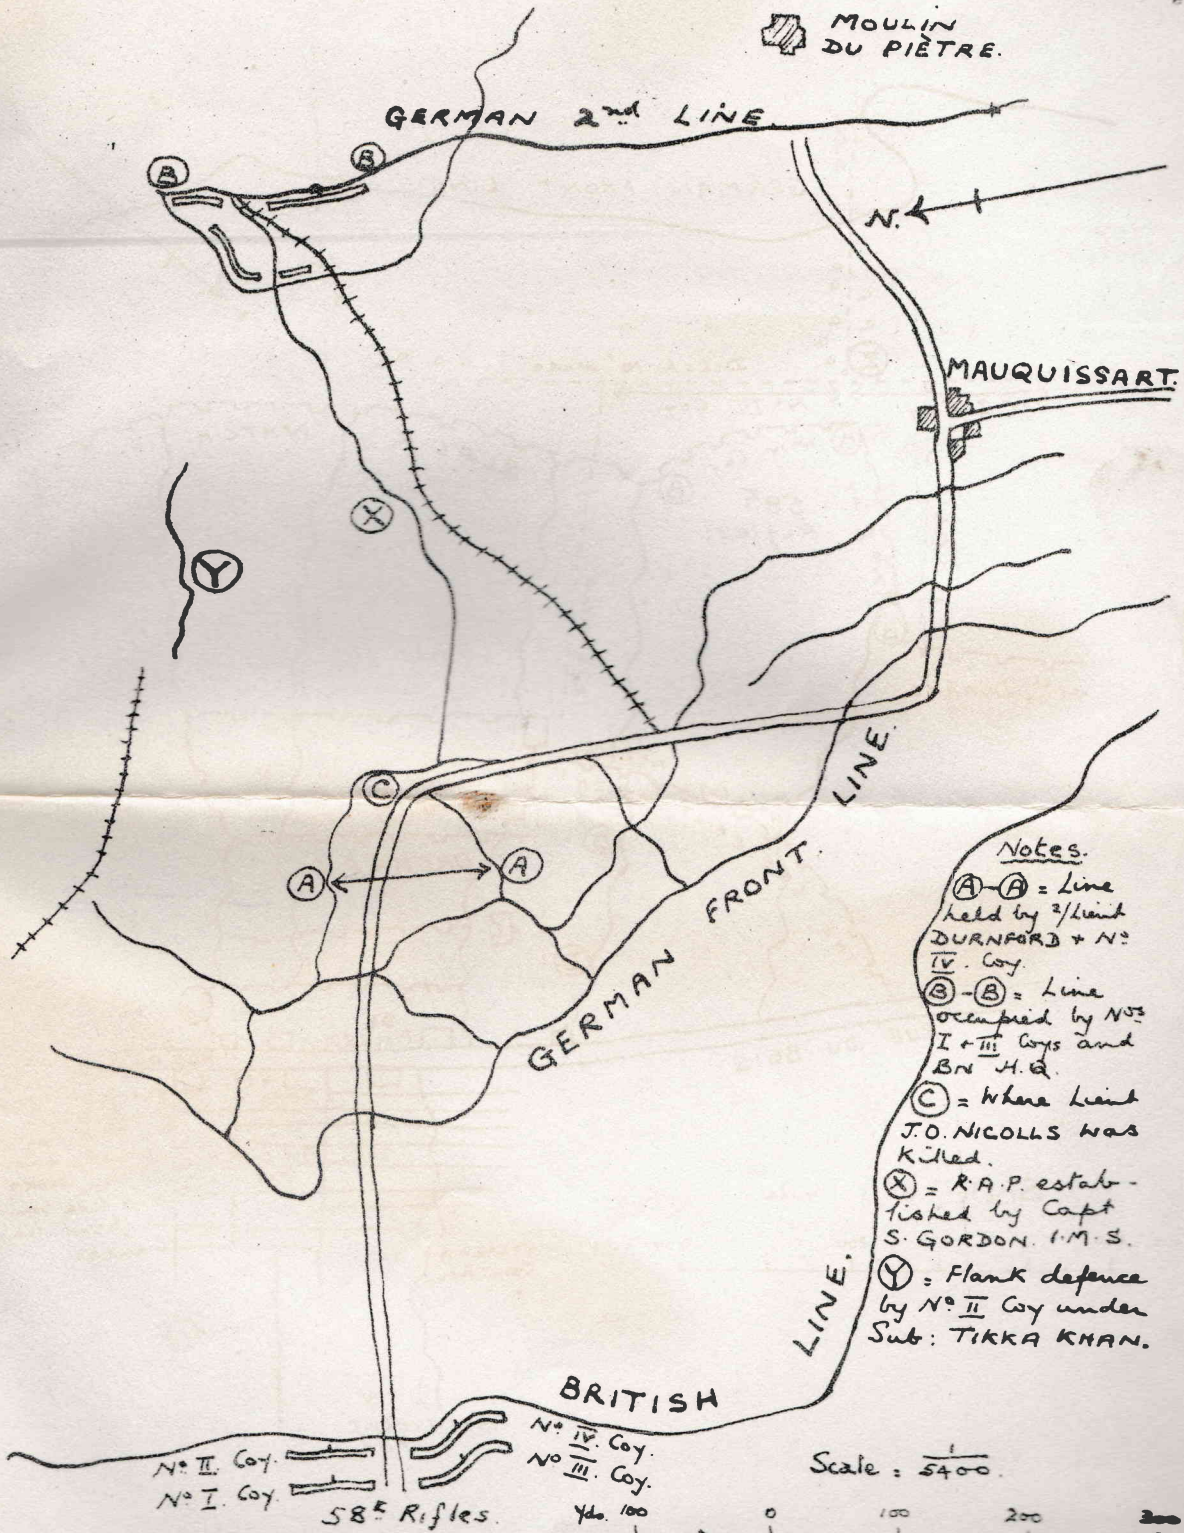 MOULIN
DU PIÈTRE.
GERMAN 2nd LINE.
B
B
N.
MAUQUISSART.
X
Y
C
A
A
GERMAN FRONT LINE.
Notes.
A-A = Line
held by 2/Lieut
DURNFORD + No
IV. Coy.
B-B = Line
occupied by Nos
I + III Coys and
BN H.Q.
C = Where Lieut
J.O. NICOLLS was
Killed.
X = R.A.P. estab-
lished by Capt
S. GORDON. I.M.S.
Y = Flank defence
by No II Coy under
Sub: TIKKA KHAN.
BRITISH LINE.
No II. Coy.
No I. Coy.
No IV. Coy.
No III. Coy.
58th Rifles.
Scale = 1/5400.
Yds. 100 0 100 200 300